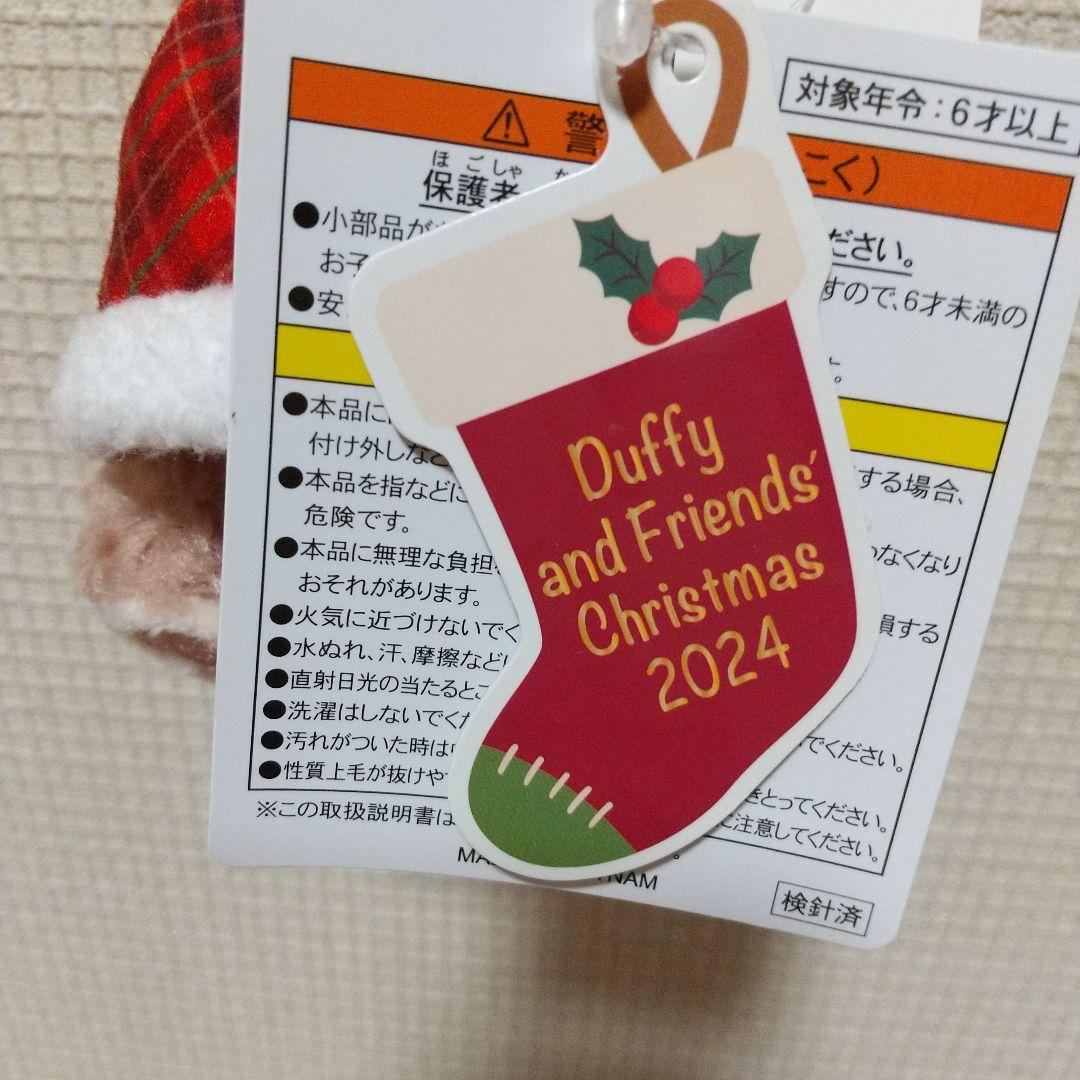 対象年令：6才以上
警
こく）
ほごしゃ
保護者
ださい。
●小部品が
すので、6才未満の
お子
●安
す。
●本品に
付け外しなど
する場合、
●本品を指などに
危険です。
なくなり
●本品に無理な負担
おそれがあります。
損する
●火気に近づけないでく
●水ぬれ、汗、摩擦など
●直射日光の当たるとこ
●洗濯はしないでくだ
でください。
●汚れがついた時は
●性質上毛が抜けや
きとってください。
※この取扱説明書は
ご注意してください。
MA
TNAM
検針済
Duffy
and Friends'
Christmas
2024